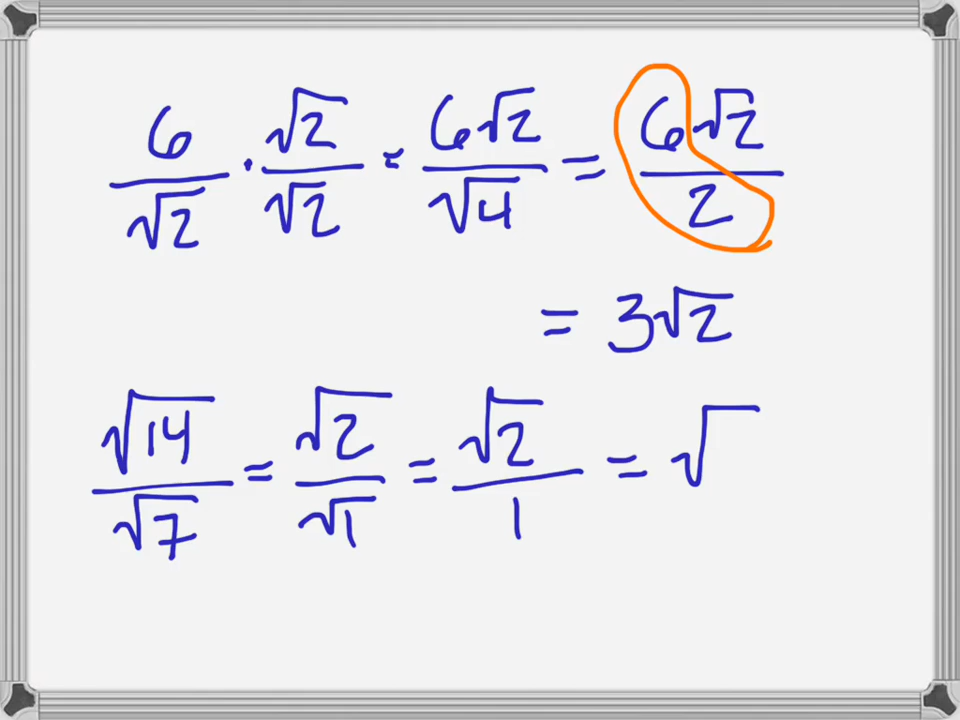 6/√2 · √2/√2 = 6√2/√4 = 6√2/2
= 3√2
√14/√7 = √2/√1 = √2/1 = √